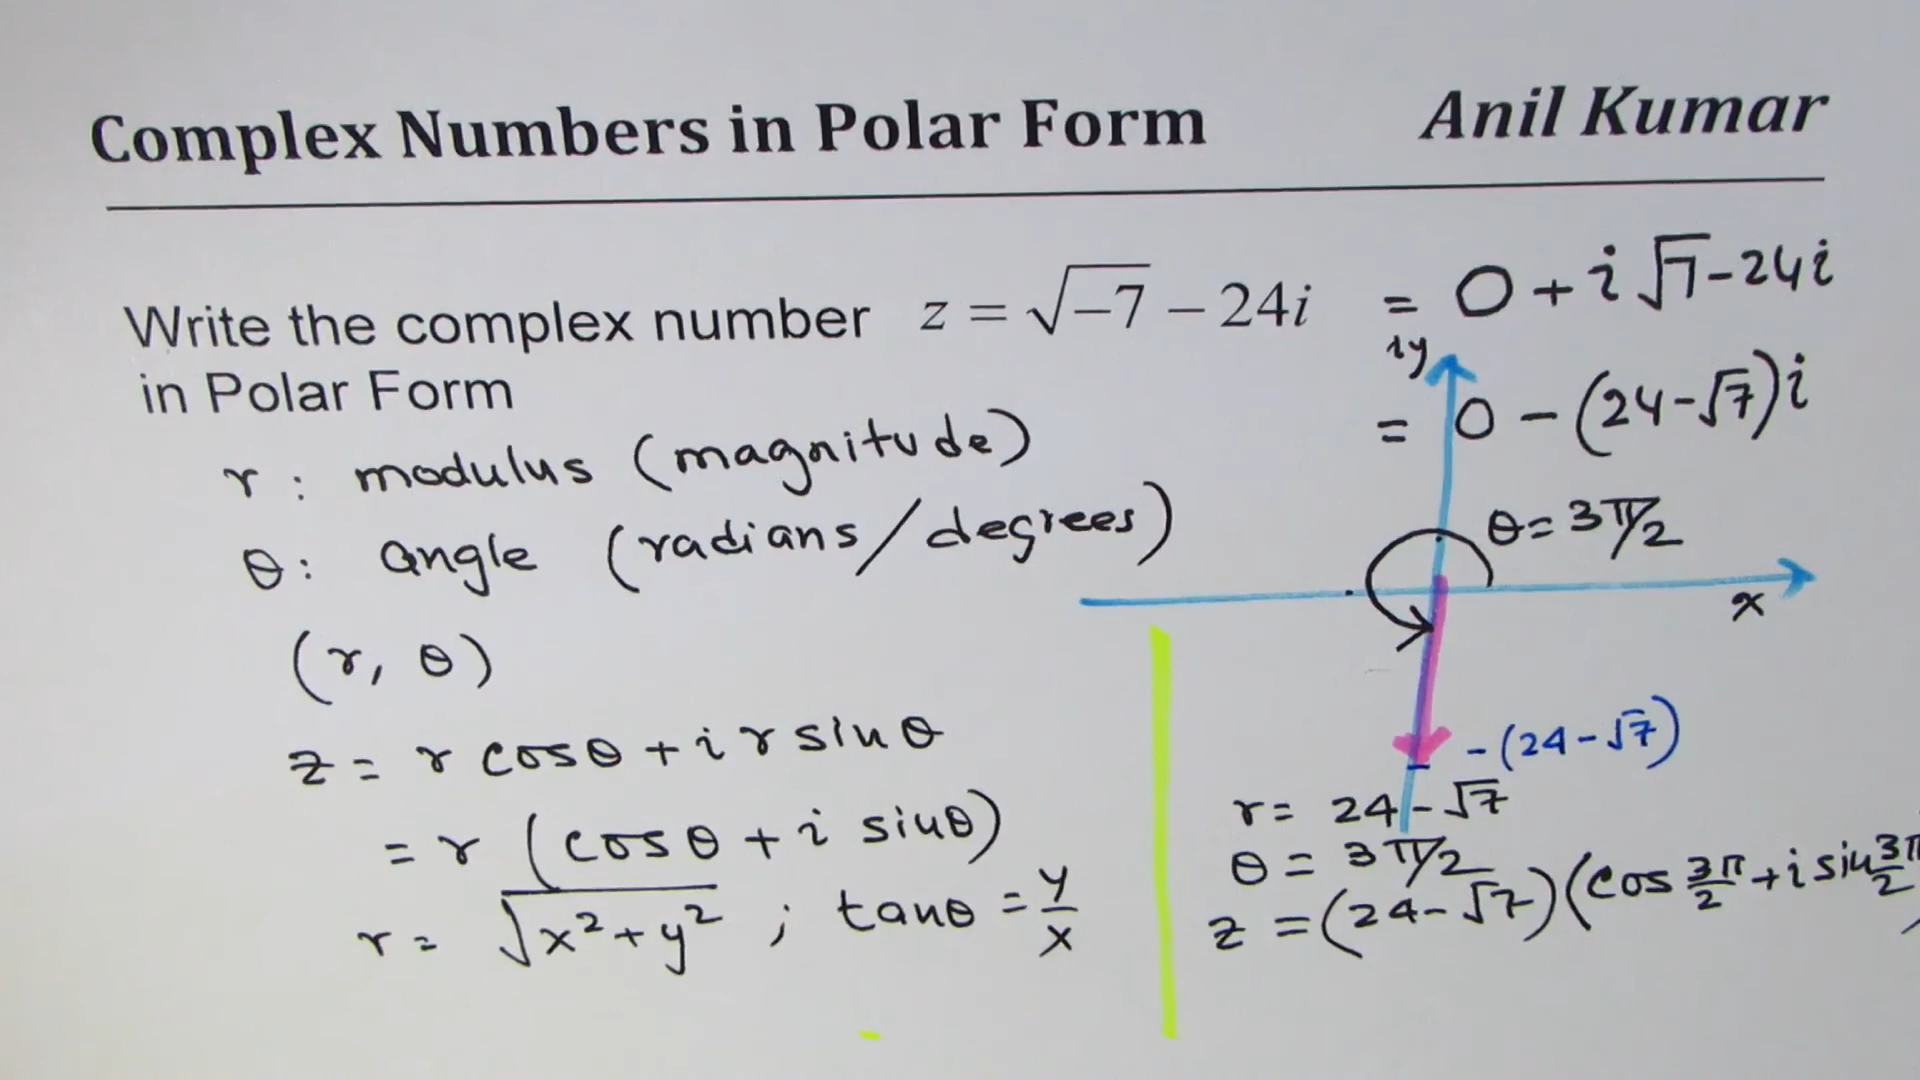 Complex Numbers in Polar Form Anil Kumar
Write the complex number z = √-7 - 24i = 0 + i√7 - 24i
in Polar Form
= 0 - (24-√7)i
iy
r: modulus (magnitude)
θ: angle (radians/degrees)
θ = 3π/2
x
(r, θ)
z = r cosθ + i r sinθ
= r (cosθ + i sinθ)
r = √x²+y² ; tanθ = y/x
-(24-√7)
r = 24-√7
θ = 3π/2
z = (24-√7)(cos 3π/2 + i sin 3π/2)